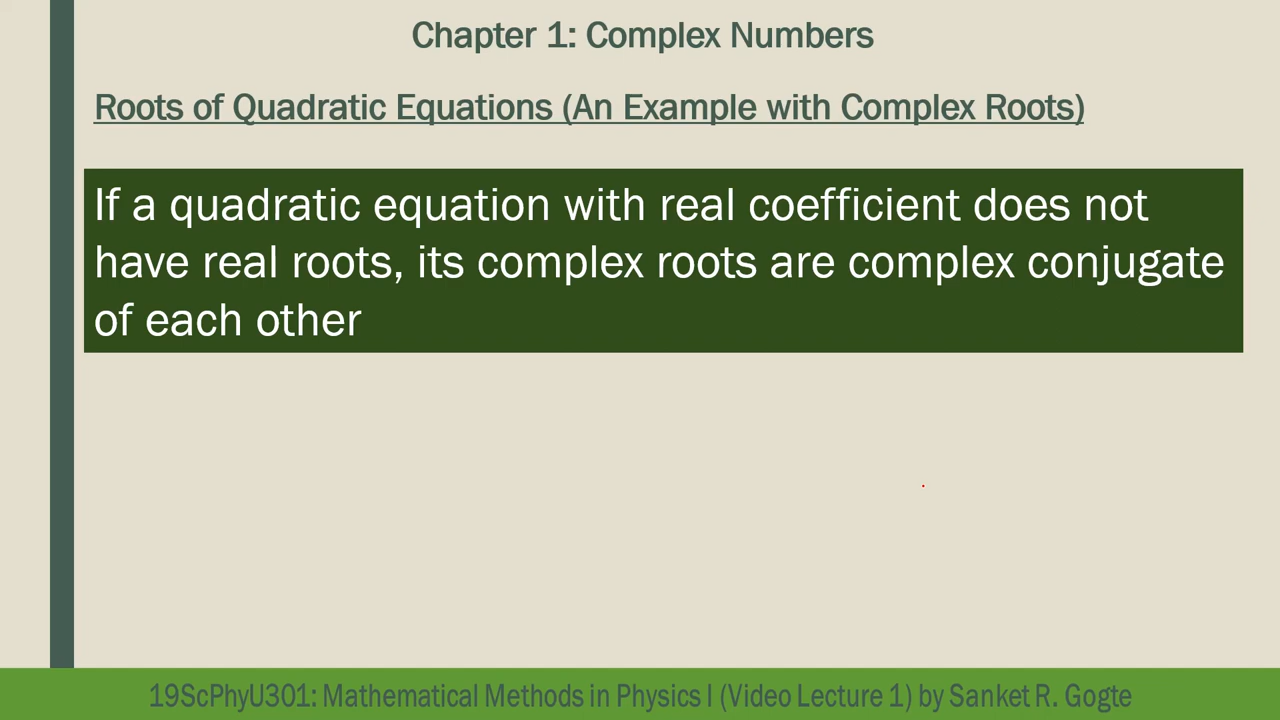 Chapter 1: Complex Numbers
Roots of Quadratic Equations (An Example with Complex Roots)
If a quadratic equation with real coefficient does not
have real roots, its complex roots are complex conjugate
of each other
19ScPhyU301: Mathematical Methods in Physics I (Video Lecture 1) by Sanket R. Gogte